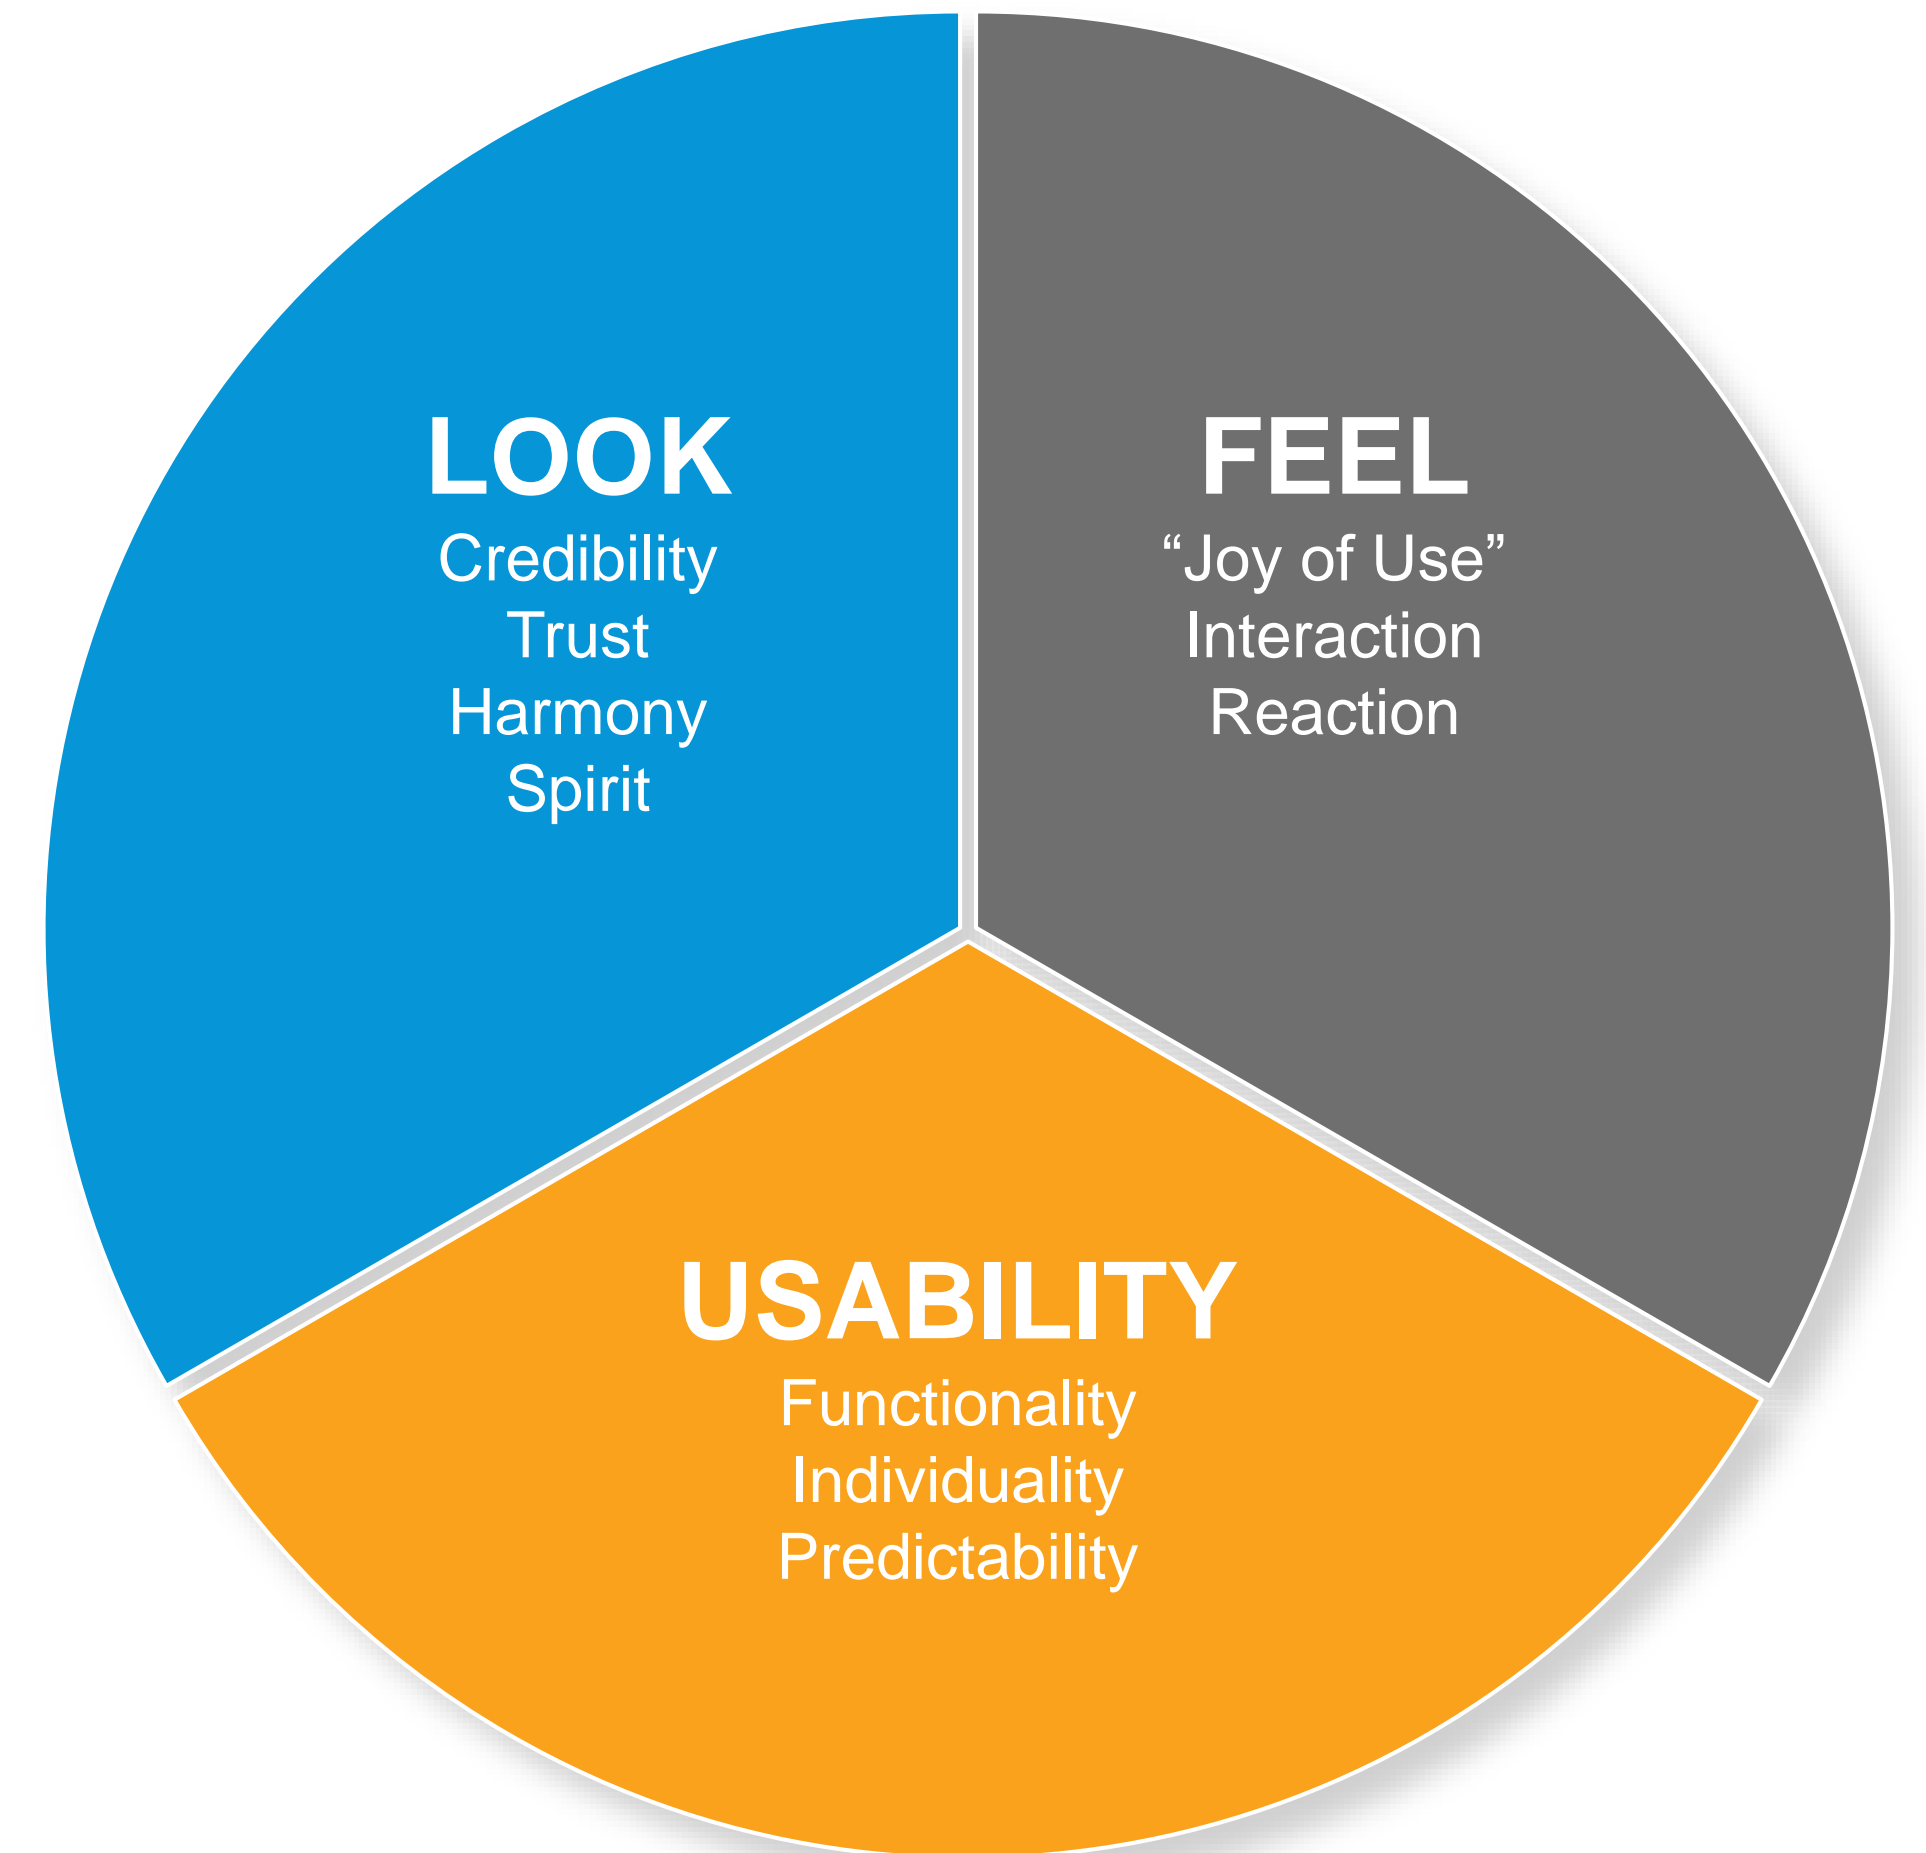 LOOK
Credibility
Trust
Harmony
Spirit
FEEL
“Joy of Use”
Interaction
Reaction
USABILITY
Functionality
Individuality
Predictability